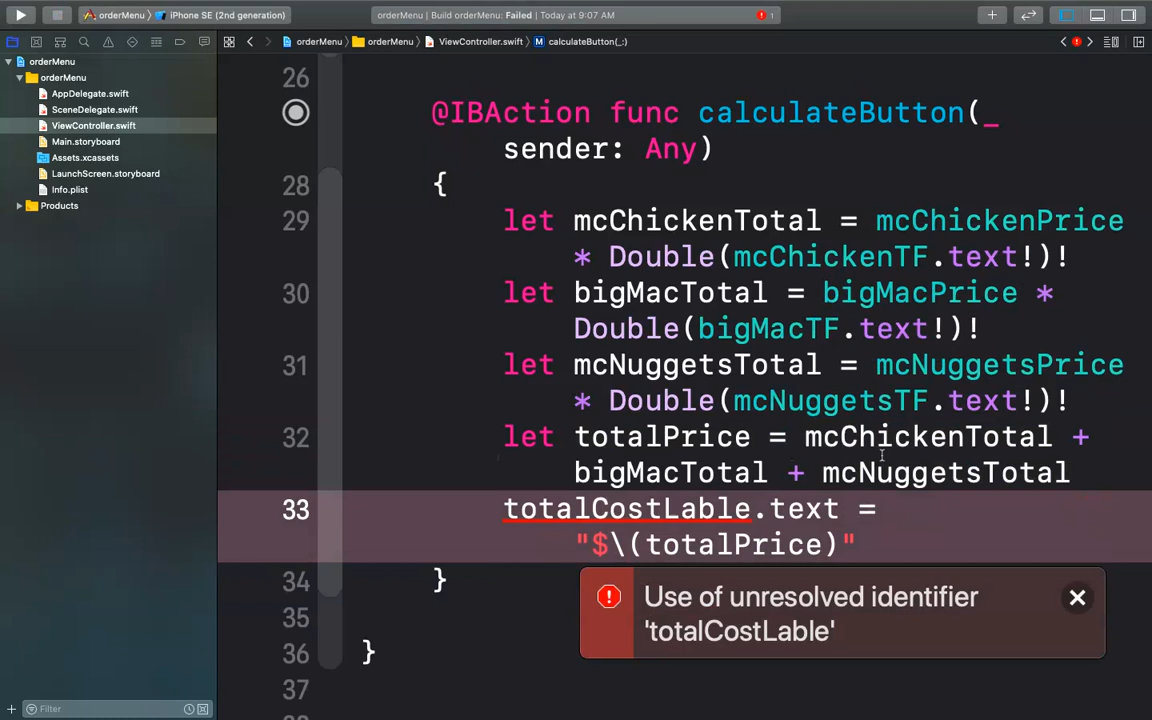 orderMenu > iPhone SE (2nd generation)
orderMenu | Build orderMenu: Failed | Today at 9:07 AM
1
orderMenu > orderMenu > ViewController.swift > M calculateButton(_:)
orderMenu
orderMenu
AppDelegate.swift
SceneDelegate.swift
ViewController.swift
Main.storyboard
Assets.xcassets
LaunchScreen.storyboard
Info.plist
Products
Filter
26
@IBAction func calculateButton(_
sender: Any)
28 {
29 let mcChickenTotal = mcChickenPrice
* Double(mcChickenTF.text!)!
30 let bigMacTotal = bigMacPrice *
Double(bigMacTF.text!)!
31 let mcNuggetsTotal = mcNuggetsPrice
* Double(mcNuggetsTF.text!)!
32 let totalPrice = mcChickenTotal +
bigMacTotal + mcNuggetsTotal
33 totalCostLable.text =
"$\(totalPrice)"
34 }
Use of unresolved identifier
'totalCostLable'
35
36 }
37